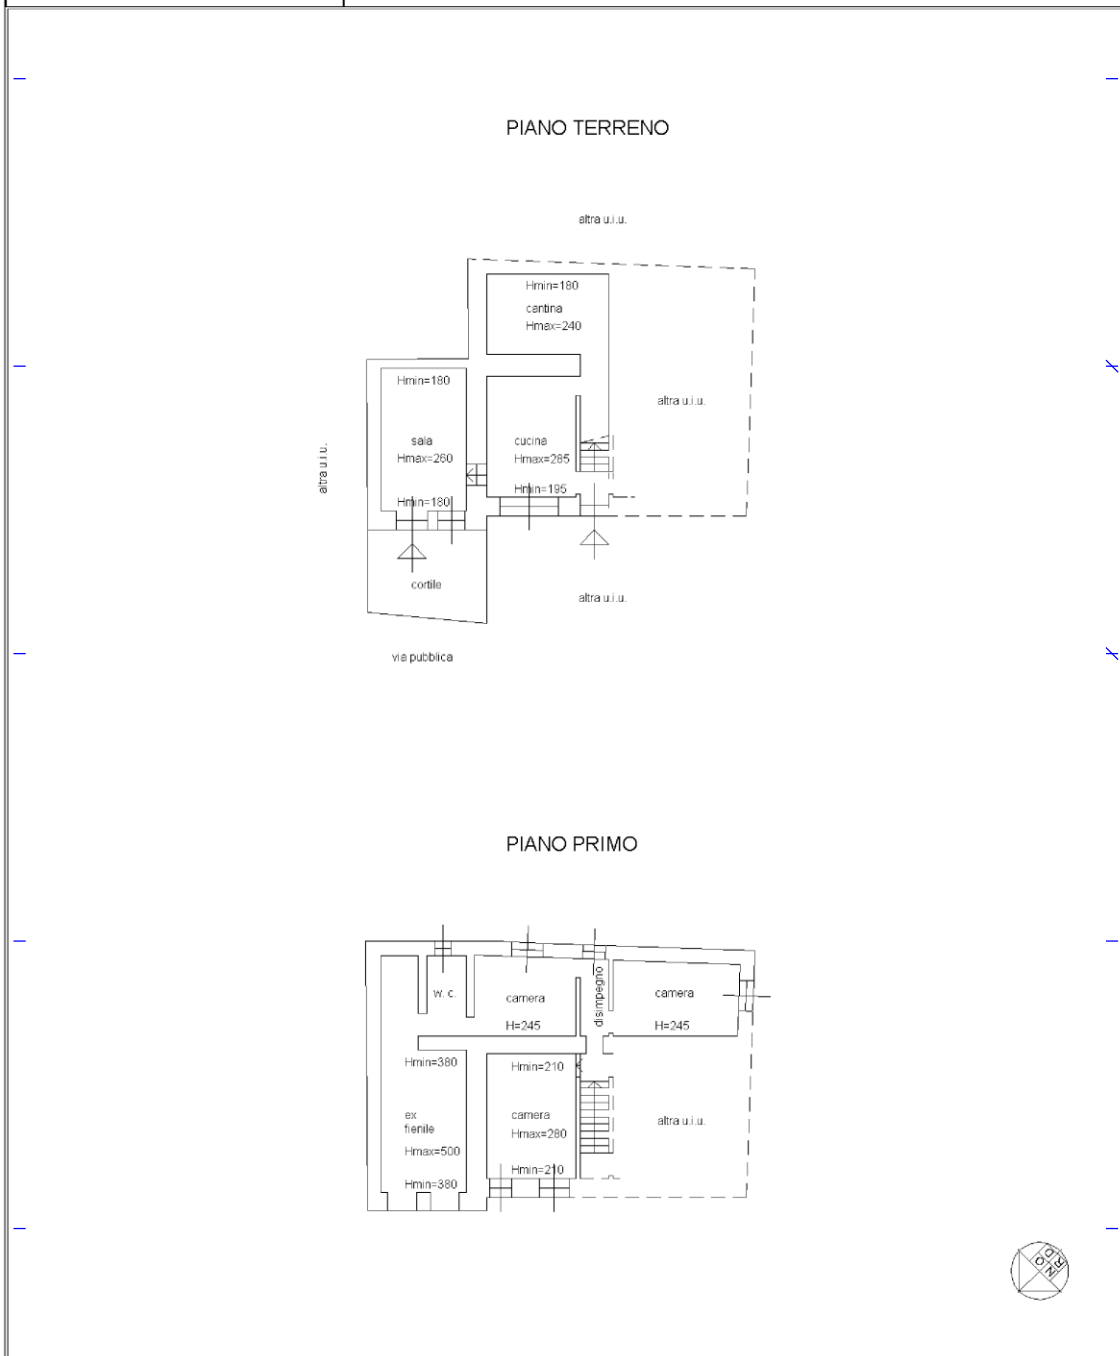 PIANO TERRENO
altra u.i.u.
Hmin=180
cantina
Hmax=240
Hmin=180
altra u.i.u.
sala
Hmax=260
cucina
Hmax=285
altra u.i.u.
Hmin=180
Hmin=195
cortile
altra u.i.u.
via pubblica
PIANO PRIMO
w. c.
camera
H=245
disimpegno
camera
H=245
Hmin=380
Hmin=210
ex
fienile
Hmax=500
Hmin=380
camera
Hmax=280
Hmin=210
altra u.i.u.
NORD